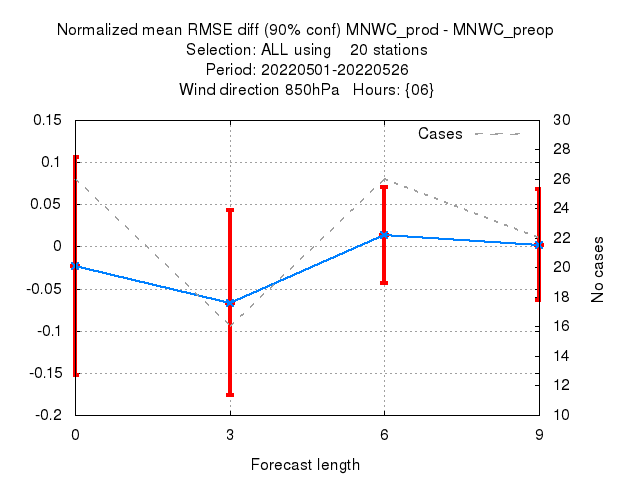 Normalized mean RMSE diff (90% conf) MNWC_prod - MNWC_preop
Selection: ALL using    20 stations
Period: 20220501-20220526
Wind direction 850hPa   Hours: {06}
Cases
0.15
0.1
0.05
0
-0.05
-0.1
-0.15
-0.2
30
28
26
24
22
20
18
16
14
12
10
No cases
0 3 6 9
Forecast length